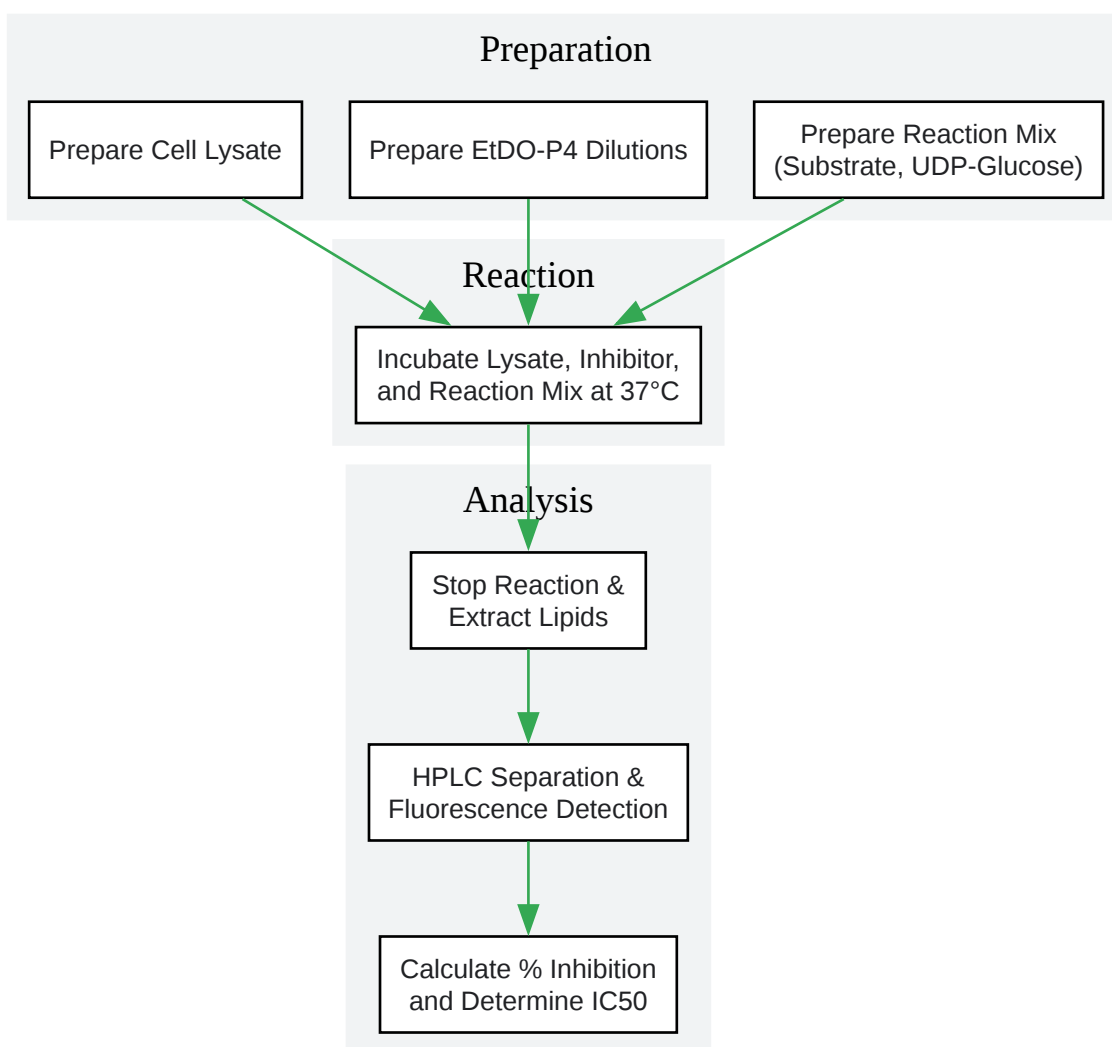 Preparation
Prepare Cell Lysate
Prepare EtDO-P4 Dilutions
Prepare Reaction Mix
(Substrate, UDP-Glucose)
Reaction
Incubate Lysate, Inhibitor,
and Reaction Mix at 37°C
Analysis
Stop Reaction &
Extract Lipids
HPLC Separation &
Fluorescence Detection
Calculate % Inhibition
and Determine IC50